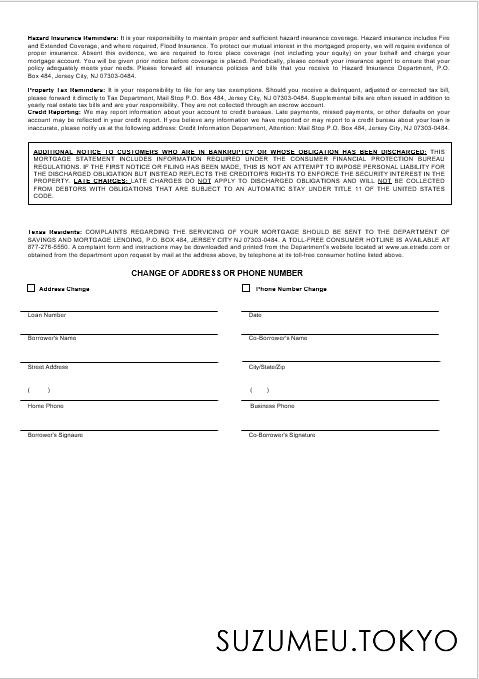 Hazard Insurance Reminders: It is your responsibility to maintain proper and sufficient hazard insurance coverage. Hazard insurance includes Fire
and Extended Coverage, and where required, Flood Insurance. To protect our mutual interest in the mortgaged property, we will require evidence of
proper insurance. Absent this evidence, we are required to force place coverage (not including your equity) on your behalf and charge your
mortgage account. You will be given prior notice before coverage is placed. Periodically, please consult your insurance agent to ensure that your
policy adequately meets your needs. Please forward all insurance policies and bills that you receive to Hazard Insurance Department, P.O.
Box 484, Jersey City, NJ 07303-0484.
Property Tax Reminders: It is your responsibility to file for any tax exemptions. Should you receive a delinquent, adjusted or corrected tax bill,
please forward it directly to Tax Department, Mail Stop P.O. Box 484, Jersey City, NJ 07303-0484. Supplemental bills are often issued in addition to
yearly real estate tax bills and are your responsibility. They are not collected through an escrow account.
Credit Reporting: We may report information about your account to credit bureaus. Late payments, missed payments, or other defaults on your
account may be reflected in your credit report. If you believe any information we have reported or may report to a credit bureau about your loan is
inaccurate, please notify us at the following address: Credit Information Department, Attention: Mail Stop P.O. Box 484, Jersey City, NJ 07303-0484.
ADDITIONAL NOTICE TO CUSTOMERS WHO ARE IN BANKRUPTCY OR WHOSE OBLIGATION HAS BEEN DISCHARGED: THIS
MORTGAGE STATEMENT INCLUDES INFORMATION REQUIRED UNDER THE CONSUMER FINANCIAL PROTECTION BUREAU
REGULATIONS. IF THE FIRST NOTICE OR FILING HAS BEEN MADE, THIS IS NOT AN ATTEMPT TO IMPOSE PERSONAL LIABILITY FOR
THE DISCHARGED OBLIGATION BUT INSTEAD REFLECTS THE CREDITOR'S RIGHTS TO ENFORCE THE SECURITY INTEREST IN THE
PROPERTY. LATE CHARGES: LATE CHARGES DO NOT APPLY TO DISCHARGED OBLIGATIONS AND WILL NOT BE COLLECTED
FROM DEBTORS WITH OBLIGATIONS THAT ARE SUBJECT TO AN AUTOMATIC STAY UNDER TITLE 11 OF THE UNITED STATES
CODE.
Texas Residents: COMPLAINTS REGARDING THE SERVICING OF YOUR MORTGAGE SHOULD BE SENT TO THE DEPARTMENT OF
SAVINGS AND MORTGAGE LENDING, P.O. BOX 484, JERSEY CITY NJ 07303-0484. A TOLL-FREE CONSUMER HOTLINE IS AVAILABLE AT
877-276-5550. A complaint form and instructions may be downloaded and printed from the Department's website located at www.us.etrade.com or
obtained from the department upon request by mail at the address above, by telephone at its toll-free consumer hotline listed above.
CHANGE OF ADDRESS OR PHONE NUMBER
Address Change Phone Number Change
Loan Number Date
Borrower's Name Co-Borrower's Name
Street Address City/State/Zip
( ) ( )
Home Phone Business Phone
Borrower's Signaure Co-Borrower's Signature
SUZUMEU.TOKYO